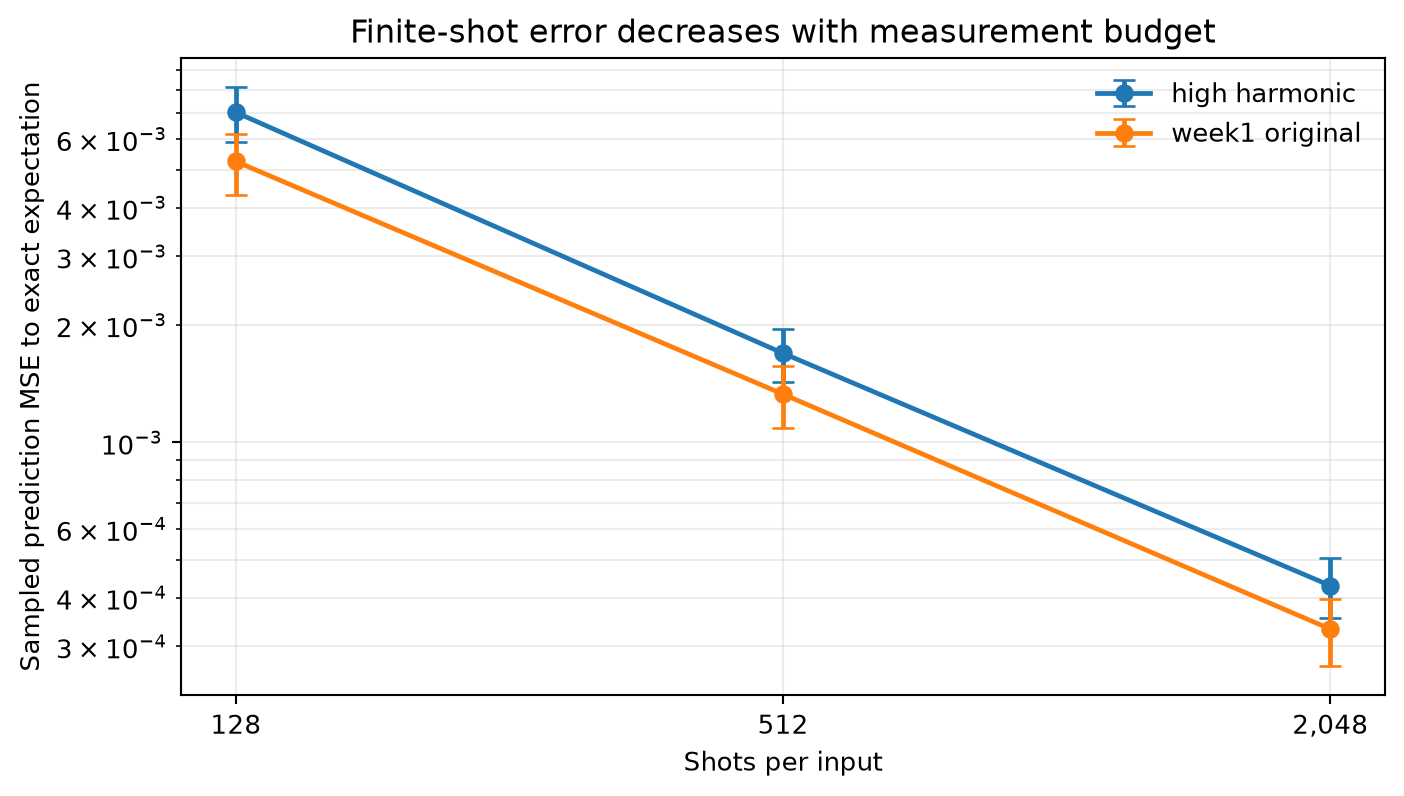 Finite-shot error decreases with measurement budget
high harmonic
week1 original
Sampled prediction MSE to exact expectation
6 × 10⁻³
4 × 10⁻³
3 × 10⁻³
2 × 10⁻³
10⁻³
6 × 10⁻⁴
4 × 10⁻⁴
3 × 10⁻⁴
128 512 2,048
Shots per input